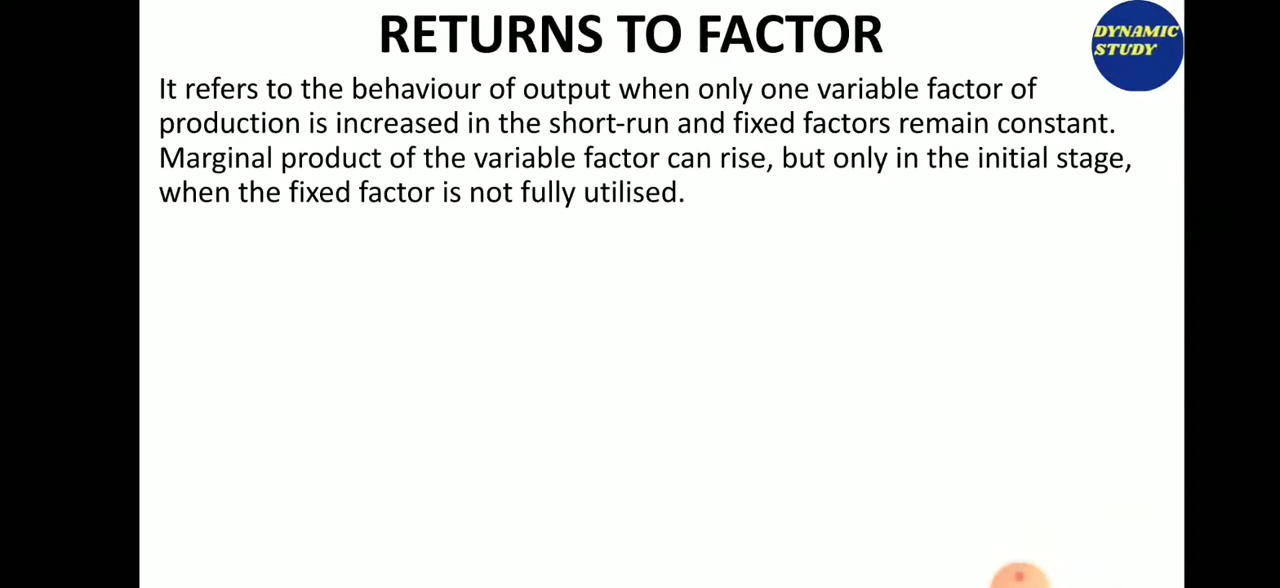 RETURNS TO FACTOR
DYNAMIC
STUDY
It refers to the behaviour of output when only one variable factor of
production is increased in the short-run and fixed factors remain constant.
Marginal product of the variable factor can rise, but only in the initial stage,
when the fixed factor is not fully utilised.